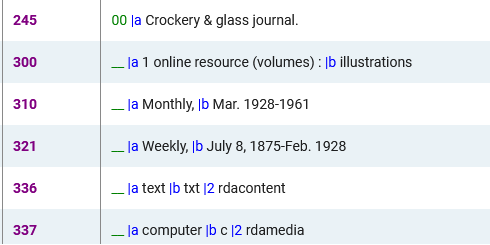 245 00 |a Crockery & glass journal.
300 __ |a 1 online resource (volumes) : |b illustrations
310 __ |a Monthly, |b Mar. 1928-1961
321 __ |a Weekly, |b July 8, 1875-Feb. 1928
336 __ |a text |b txt |2 rdacontent
337 __ |a computer |b c |2 rdamedia